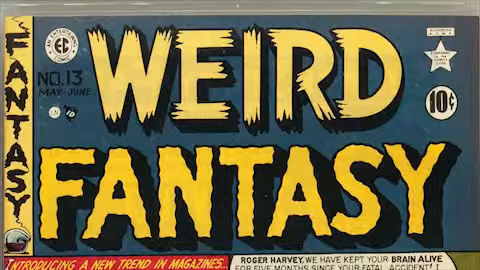 FANTASY
AN ENTERTAINING
EC
COMIC
NO. 13
MAY-JUNE
WEIRD
10¢
FANTASY
INTRODUCING A NEW TREND IN MAGAZINES...
ROGER HARVEY, WE HAVE KEPT YOUR BRAIN ALIVE
FOR FIVE MONTHS SINCE YOUR FATAL ACCIDENT! I